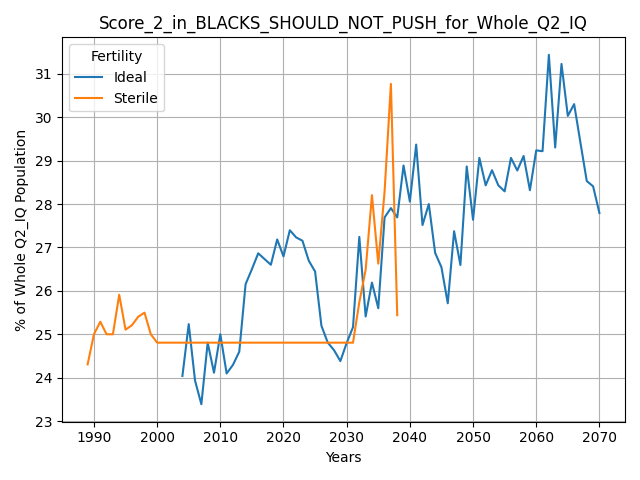 Score_2_in_BLACKS_SHOULD_NOT_PUSH_for_Whole_Q2_IQ
Fertility
Ideal
Sterile
% of Whole Q2_IQ Population
31
30
29
28
27
26
25
24
23
1990 2000 2010 2020 2030 2040 2050 2060 2070
Years